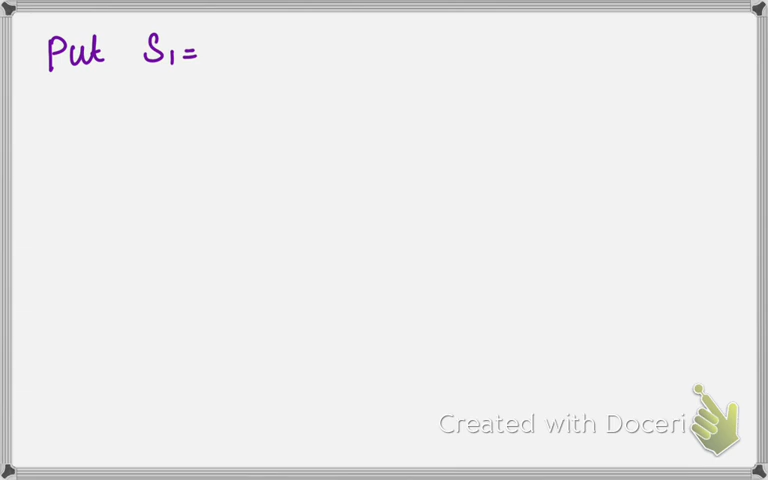 Put S₁=
Created with Doceri